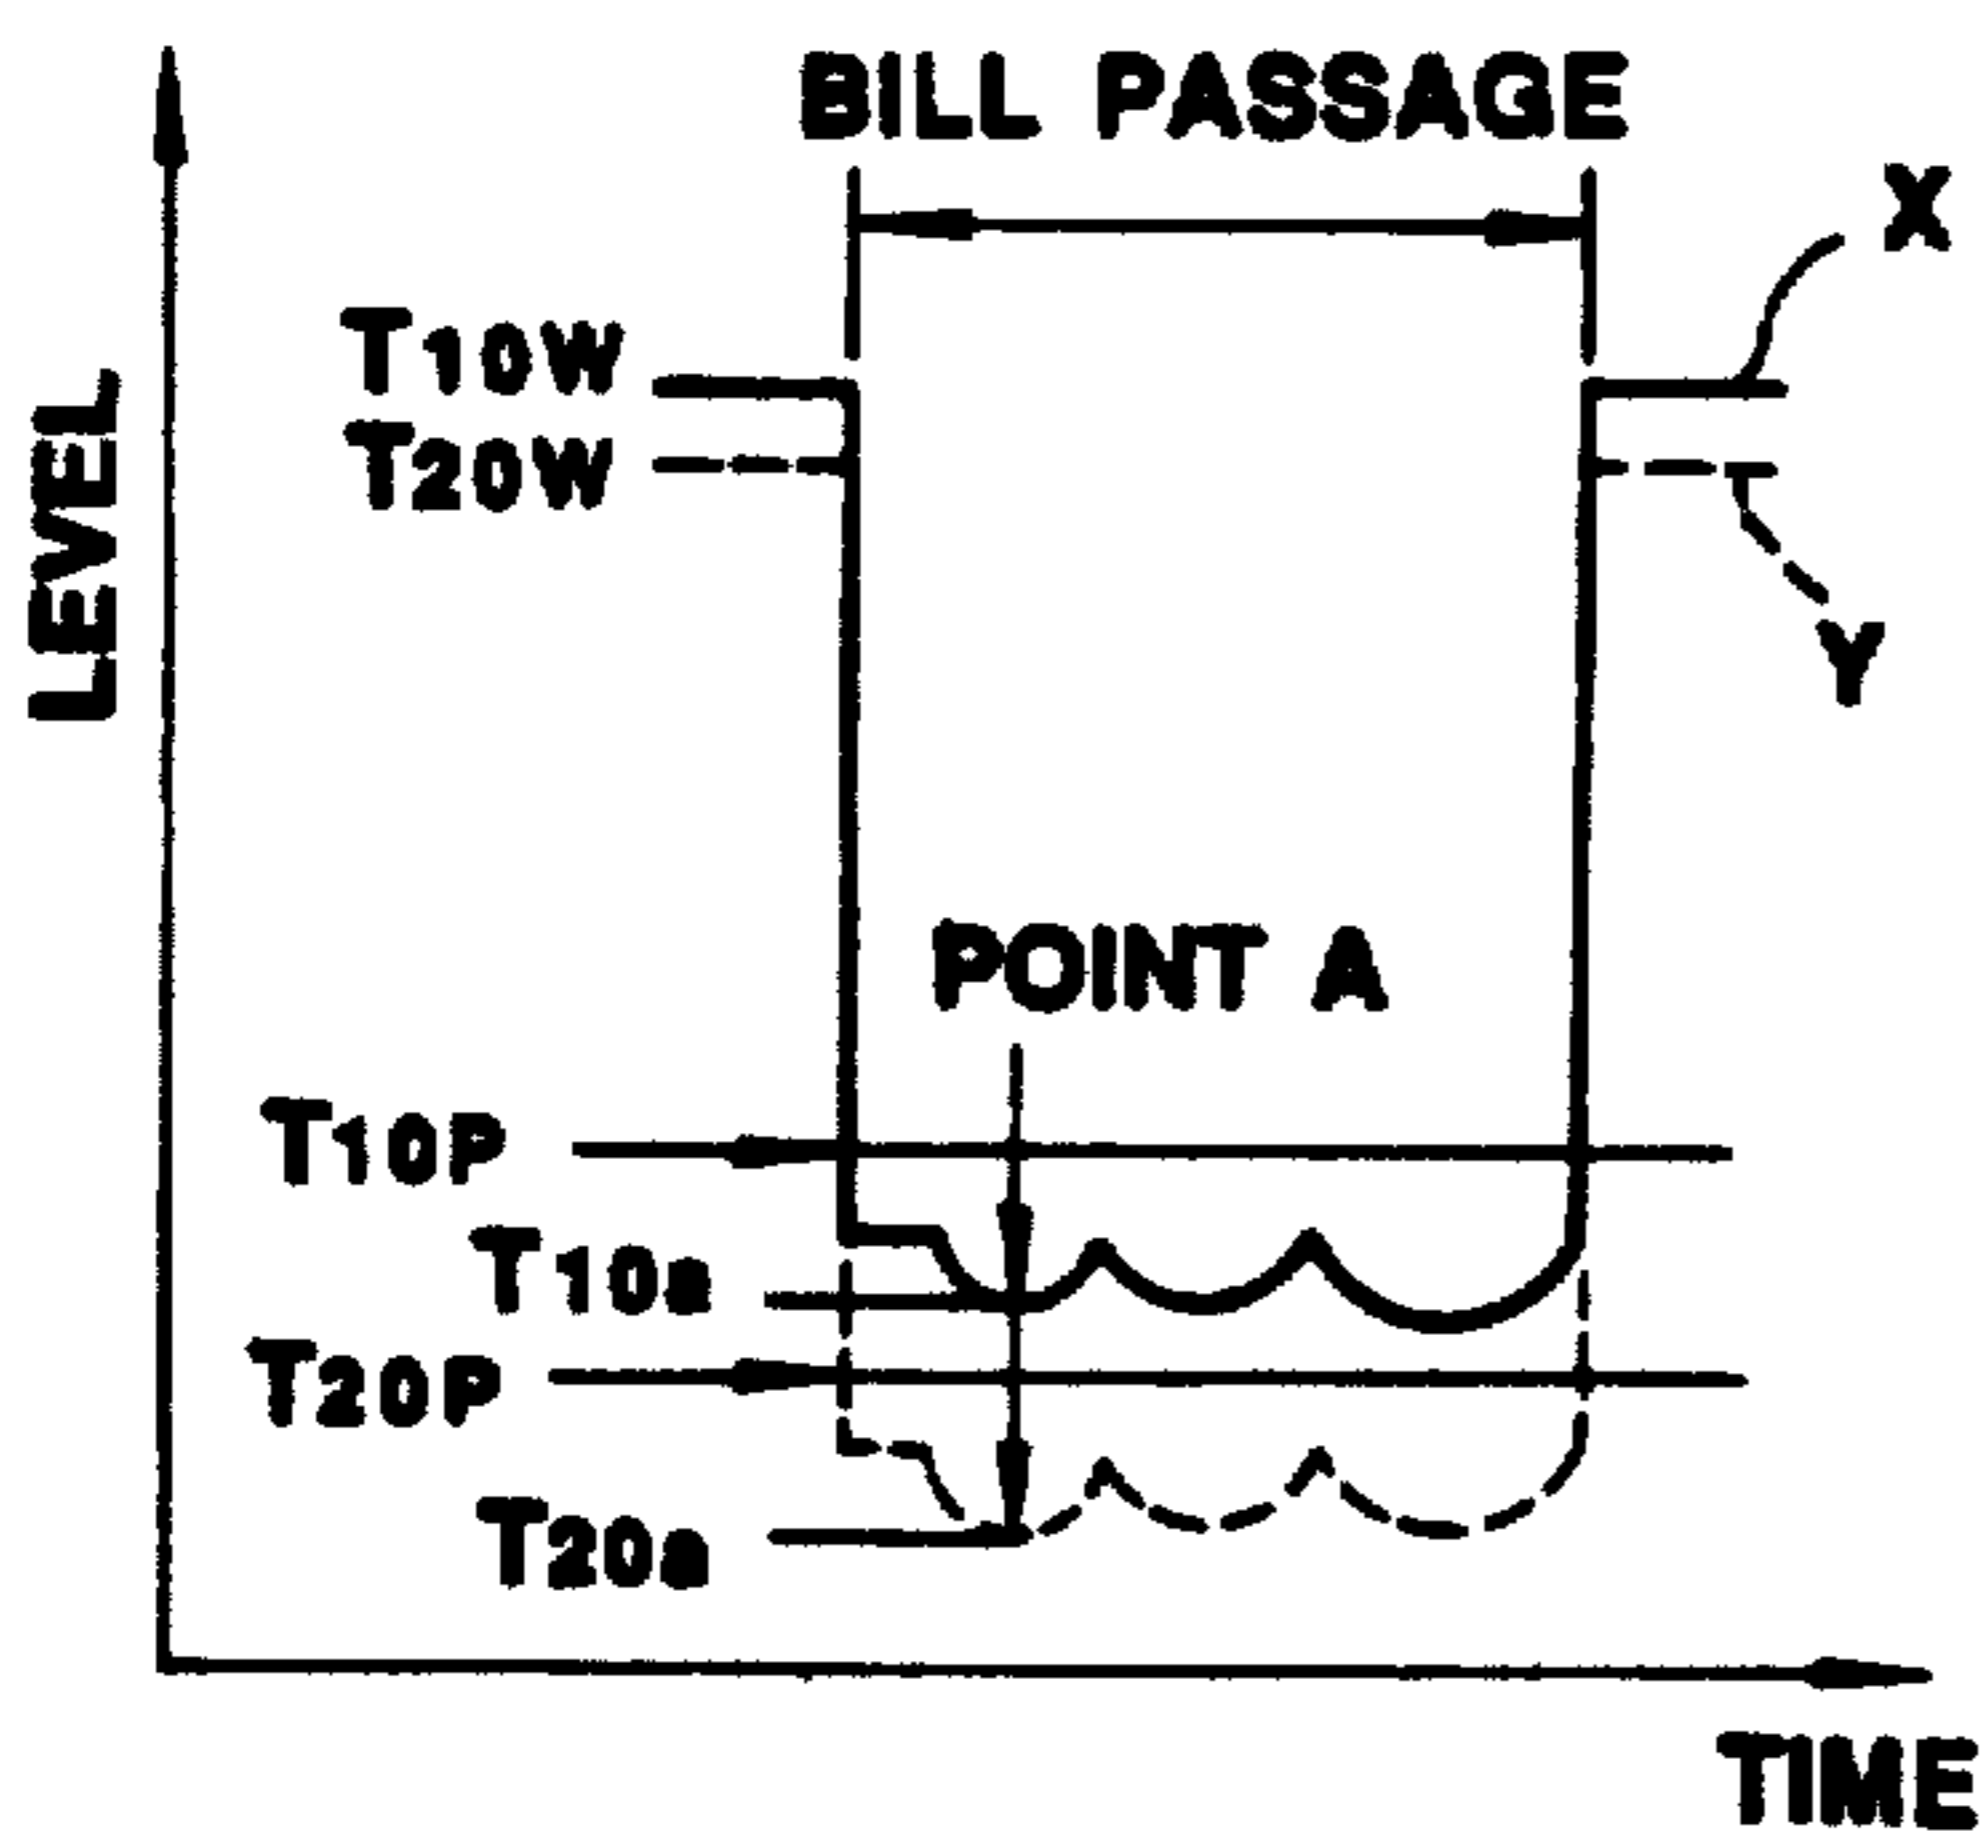 BILL PASSAGE
X
T10W
T20W
LEVEL
Y
POINT A
T10P
T10a
T20P
T20a
TIME